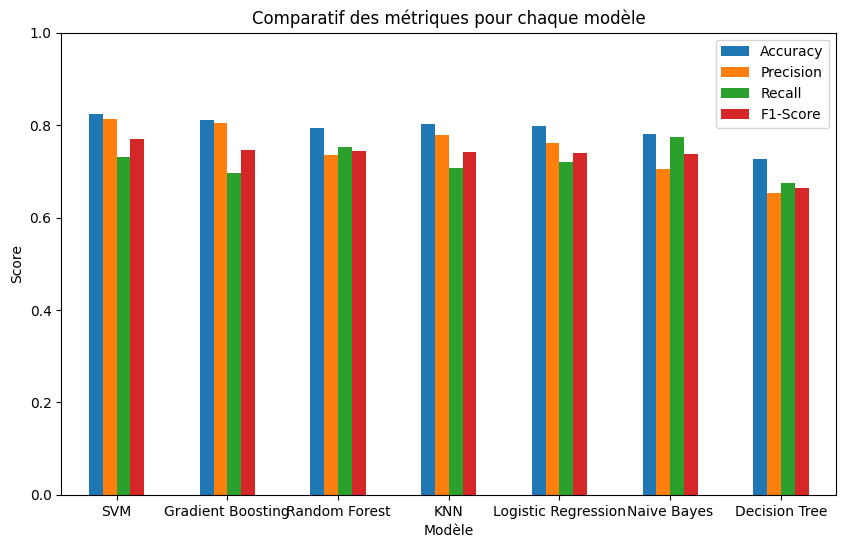 Comparatif des métriques pour chaque modèle
Accuracy
Precision
Recall
F1-Score
1.0
0.8
0.6
0.4
0.2
0.0
Score
SVM
Gradient Boosting
Random Forest
KNN
Logistic Regression
Naive Bayes
Decision Tree
Modèle